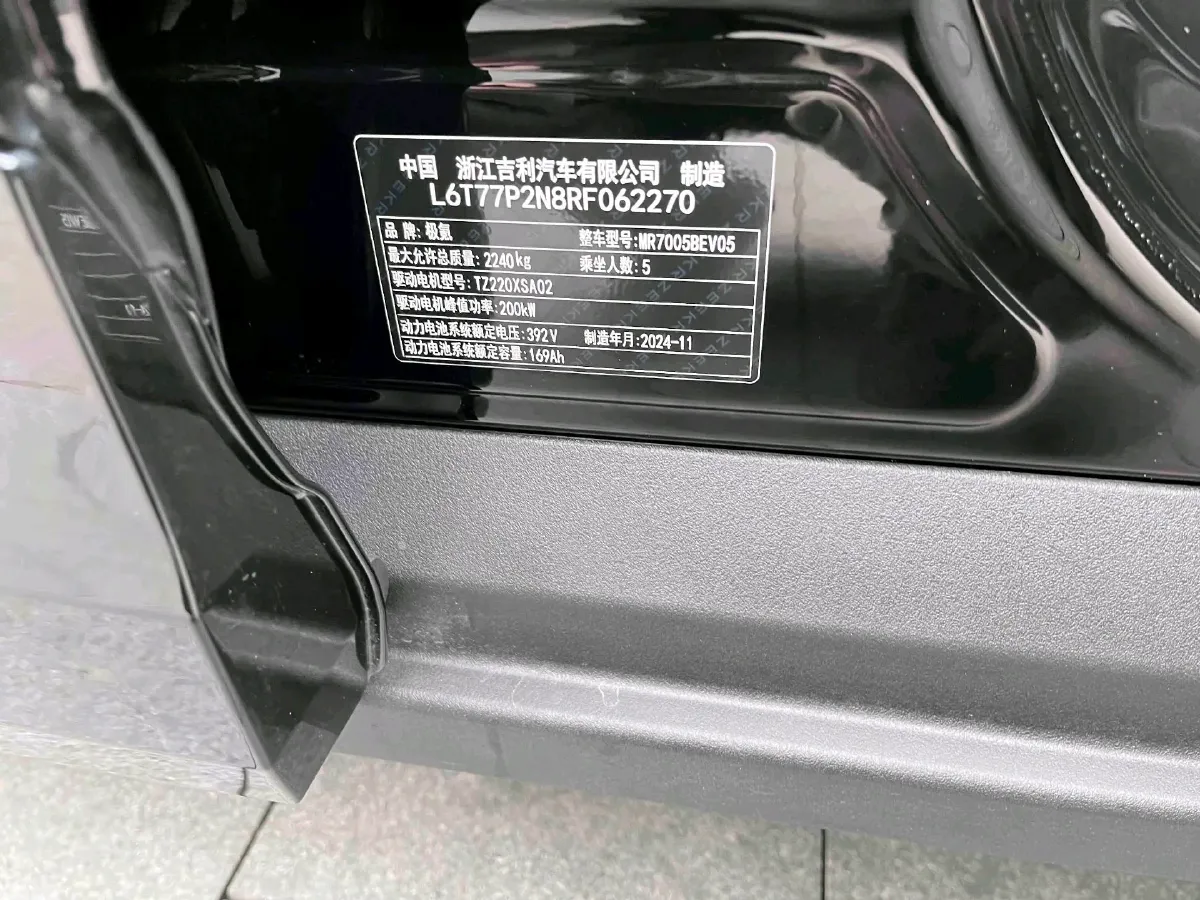 中国 浙江吉利汽车有限公司 制造
L6T77P2N8RF062270
品 牌: 极氪 整车型号:MR7005BEV05
最大允许总质量: 2240kg 乘坐人数: 5
驱动电机型号: TZ220XSA02
驱动电机峰值功率: 200kW
动力电池系统额定电压: 392V 制造年月: 2024-11
动力电池系统额定容量: 169Ah